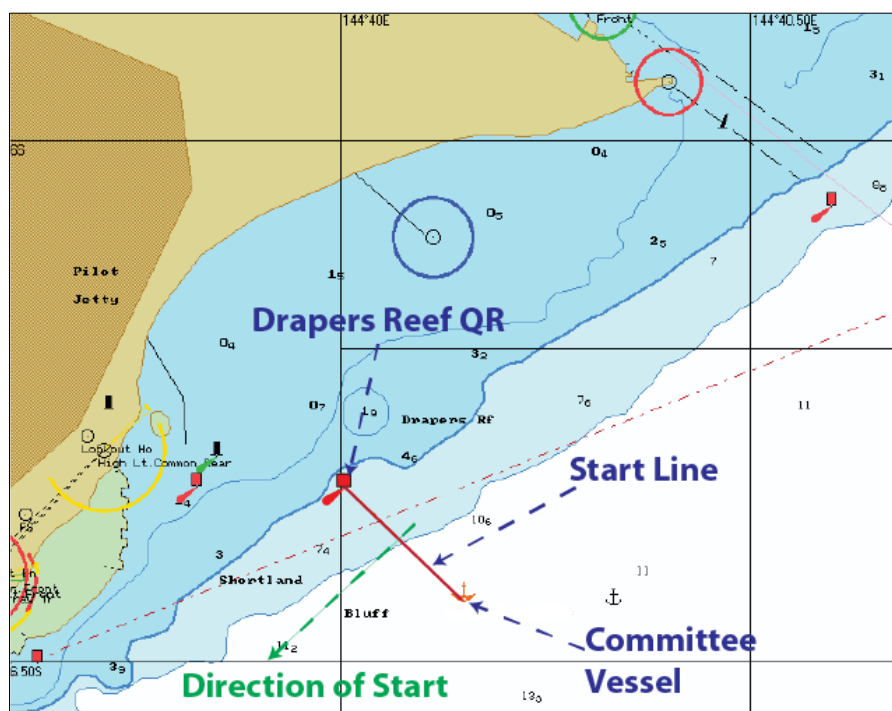 144°40E
144°40.50E
Front
1₅
3₁
6S
0₄
9₈
0₅
2₅
Pilot
Jetty
1₅
7
Drapers Reef QR
0₄
3₂
7₆
11
0₇
1₉
Drapers Rf
4₆
Lookout Ho
High Lt.Common Rear
Start Line
10₆
7₄
3
11
Shortland
Bluff
11₂
Committee
Vessel
6.50S
3₉
Direction of Start
13₀